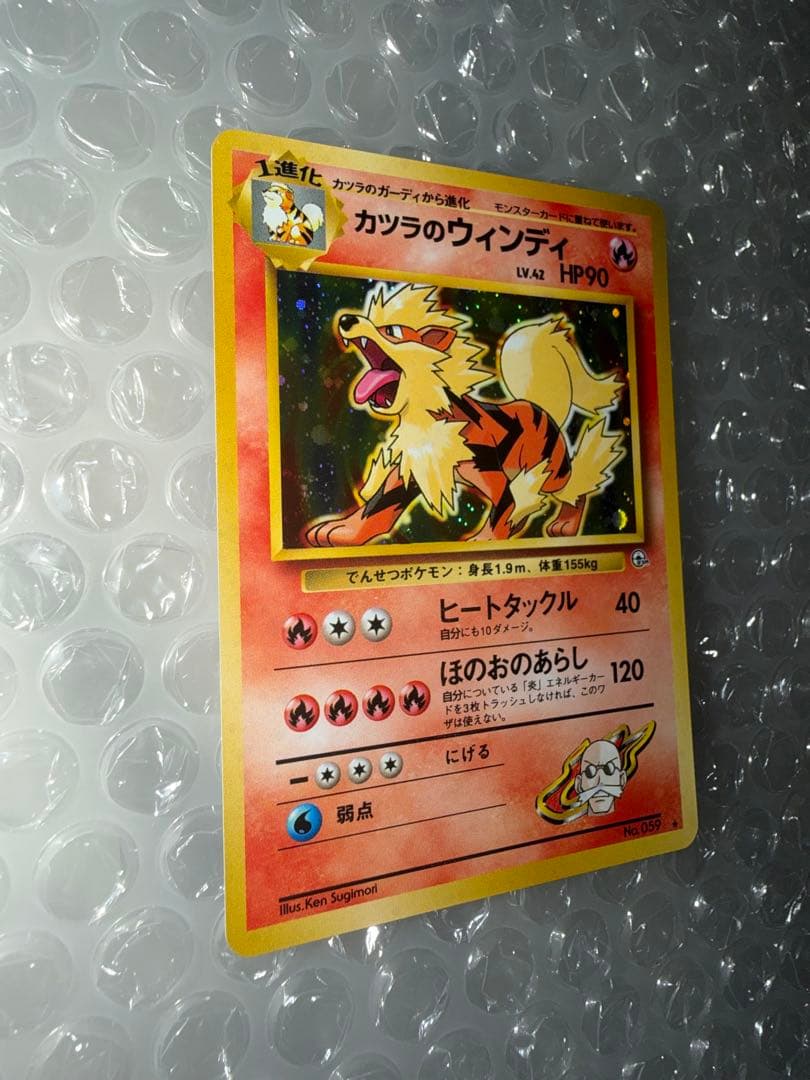 1進化
カツラのガーディから進化
モンスターカードに重ねて使います。
カツラのウィンディ
LV.42 HP90
でんせつポケモン：身長1.9m、体重155kg
ヒートタックル 40
自分にも10ダメージ。
ほのおのあらし 120
自分についている「炎」エネルギーカー
ドを3枚トラッシュしなければ、このワ
ザは使えない。
にげる
弱点
No.059 ★
Illus.Ken Sugimori